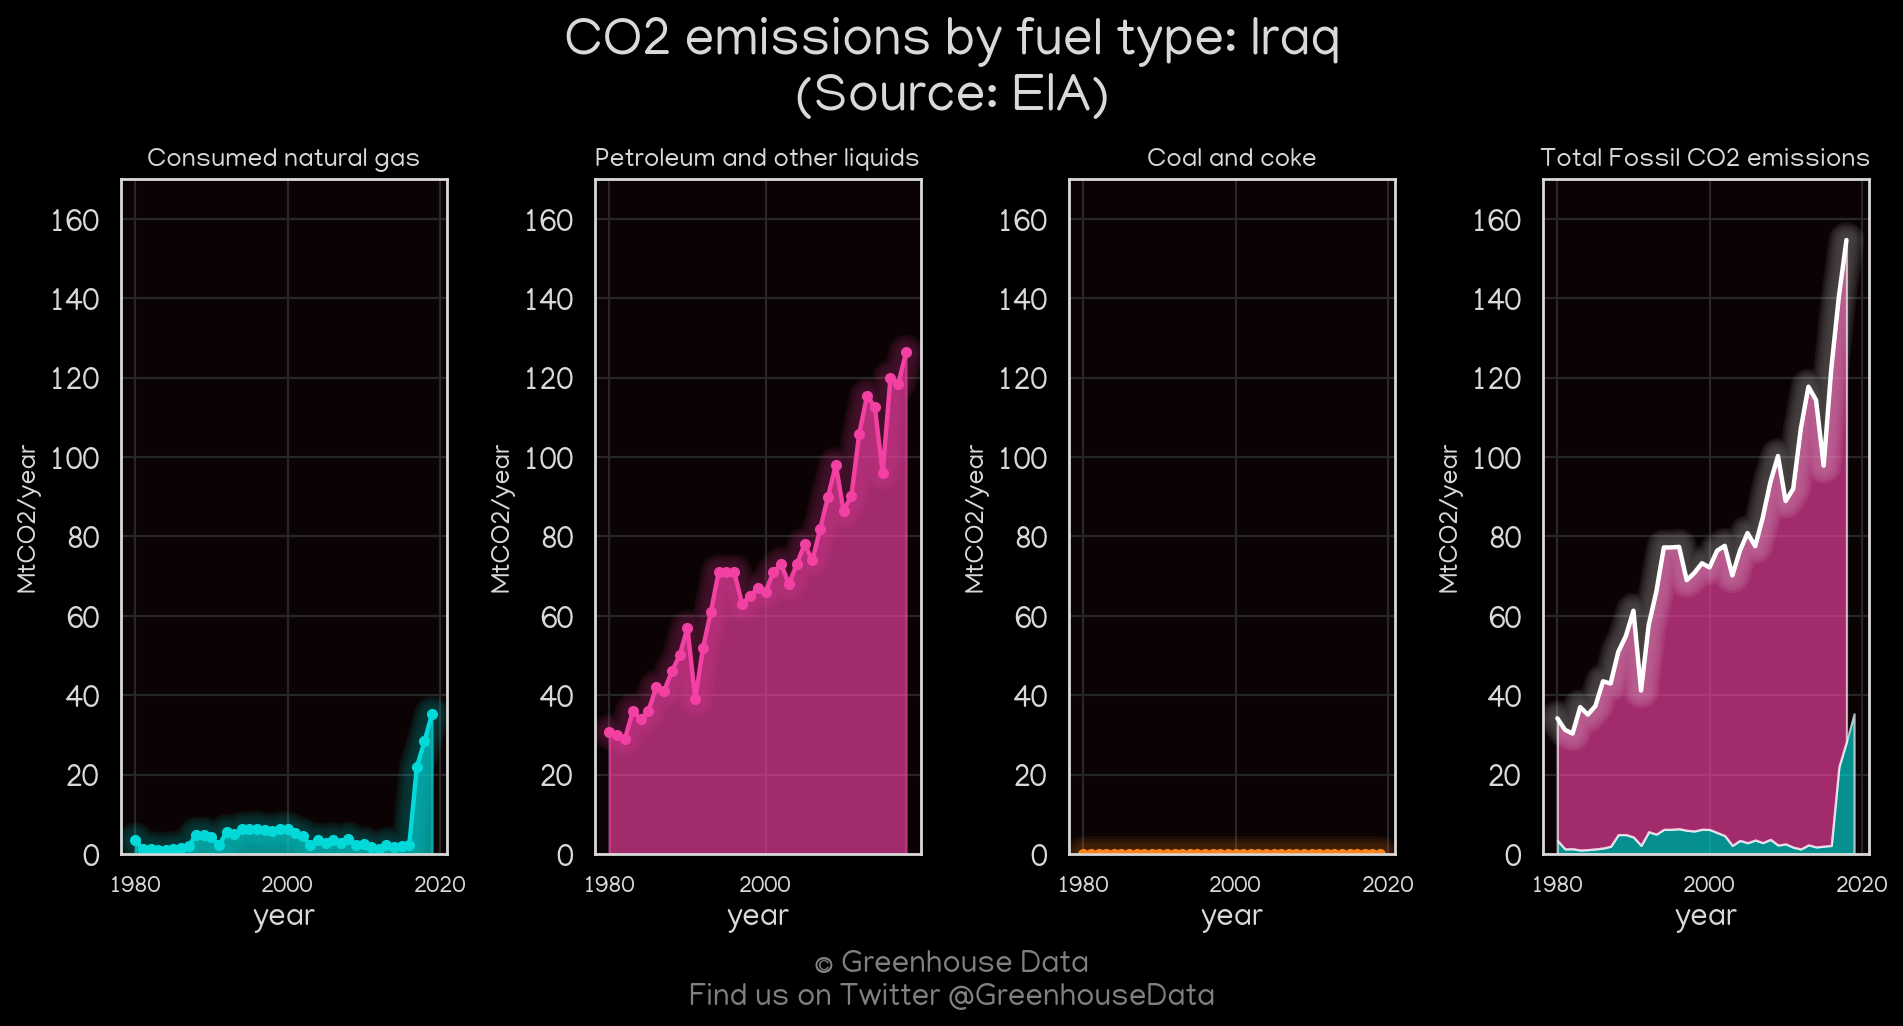 CO2 emissions by fuel type: Iraq
(Source: EIA)
Consumed natural gas
Petroleum and other liquids
Coal and coke
Total Fossil CO2 emissions
MtCO2/year
160
140
120
100
80
60
40
20
0
1980
2000
2020
year
MtCO2/year
160
140
120
100
80
60
40
20
0
1980
2000
year
MtCO2/year
160
140
120
100
80
60
40
20
0
1980
2000
2020
year
MtCO2/year
160
140
120
100
80
60
40
20
0
1980
2000
2020
year
© Greenhouse Data
Find us on Twitter @GreenhouseData